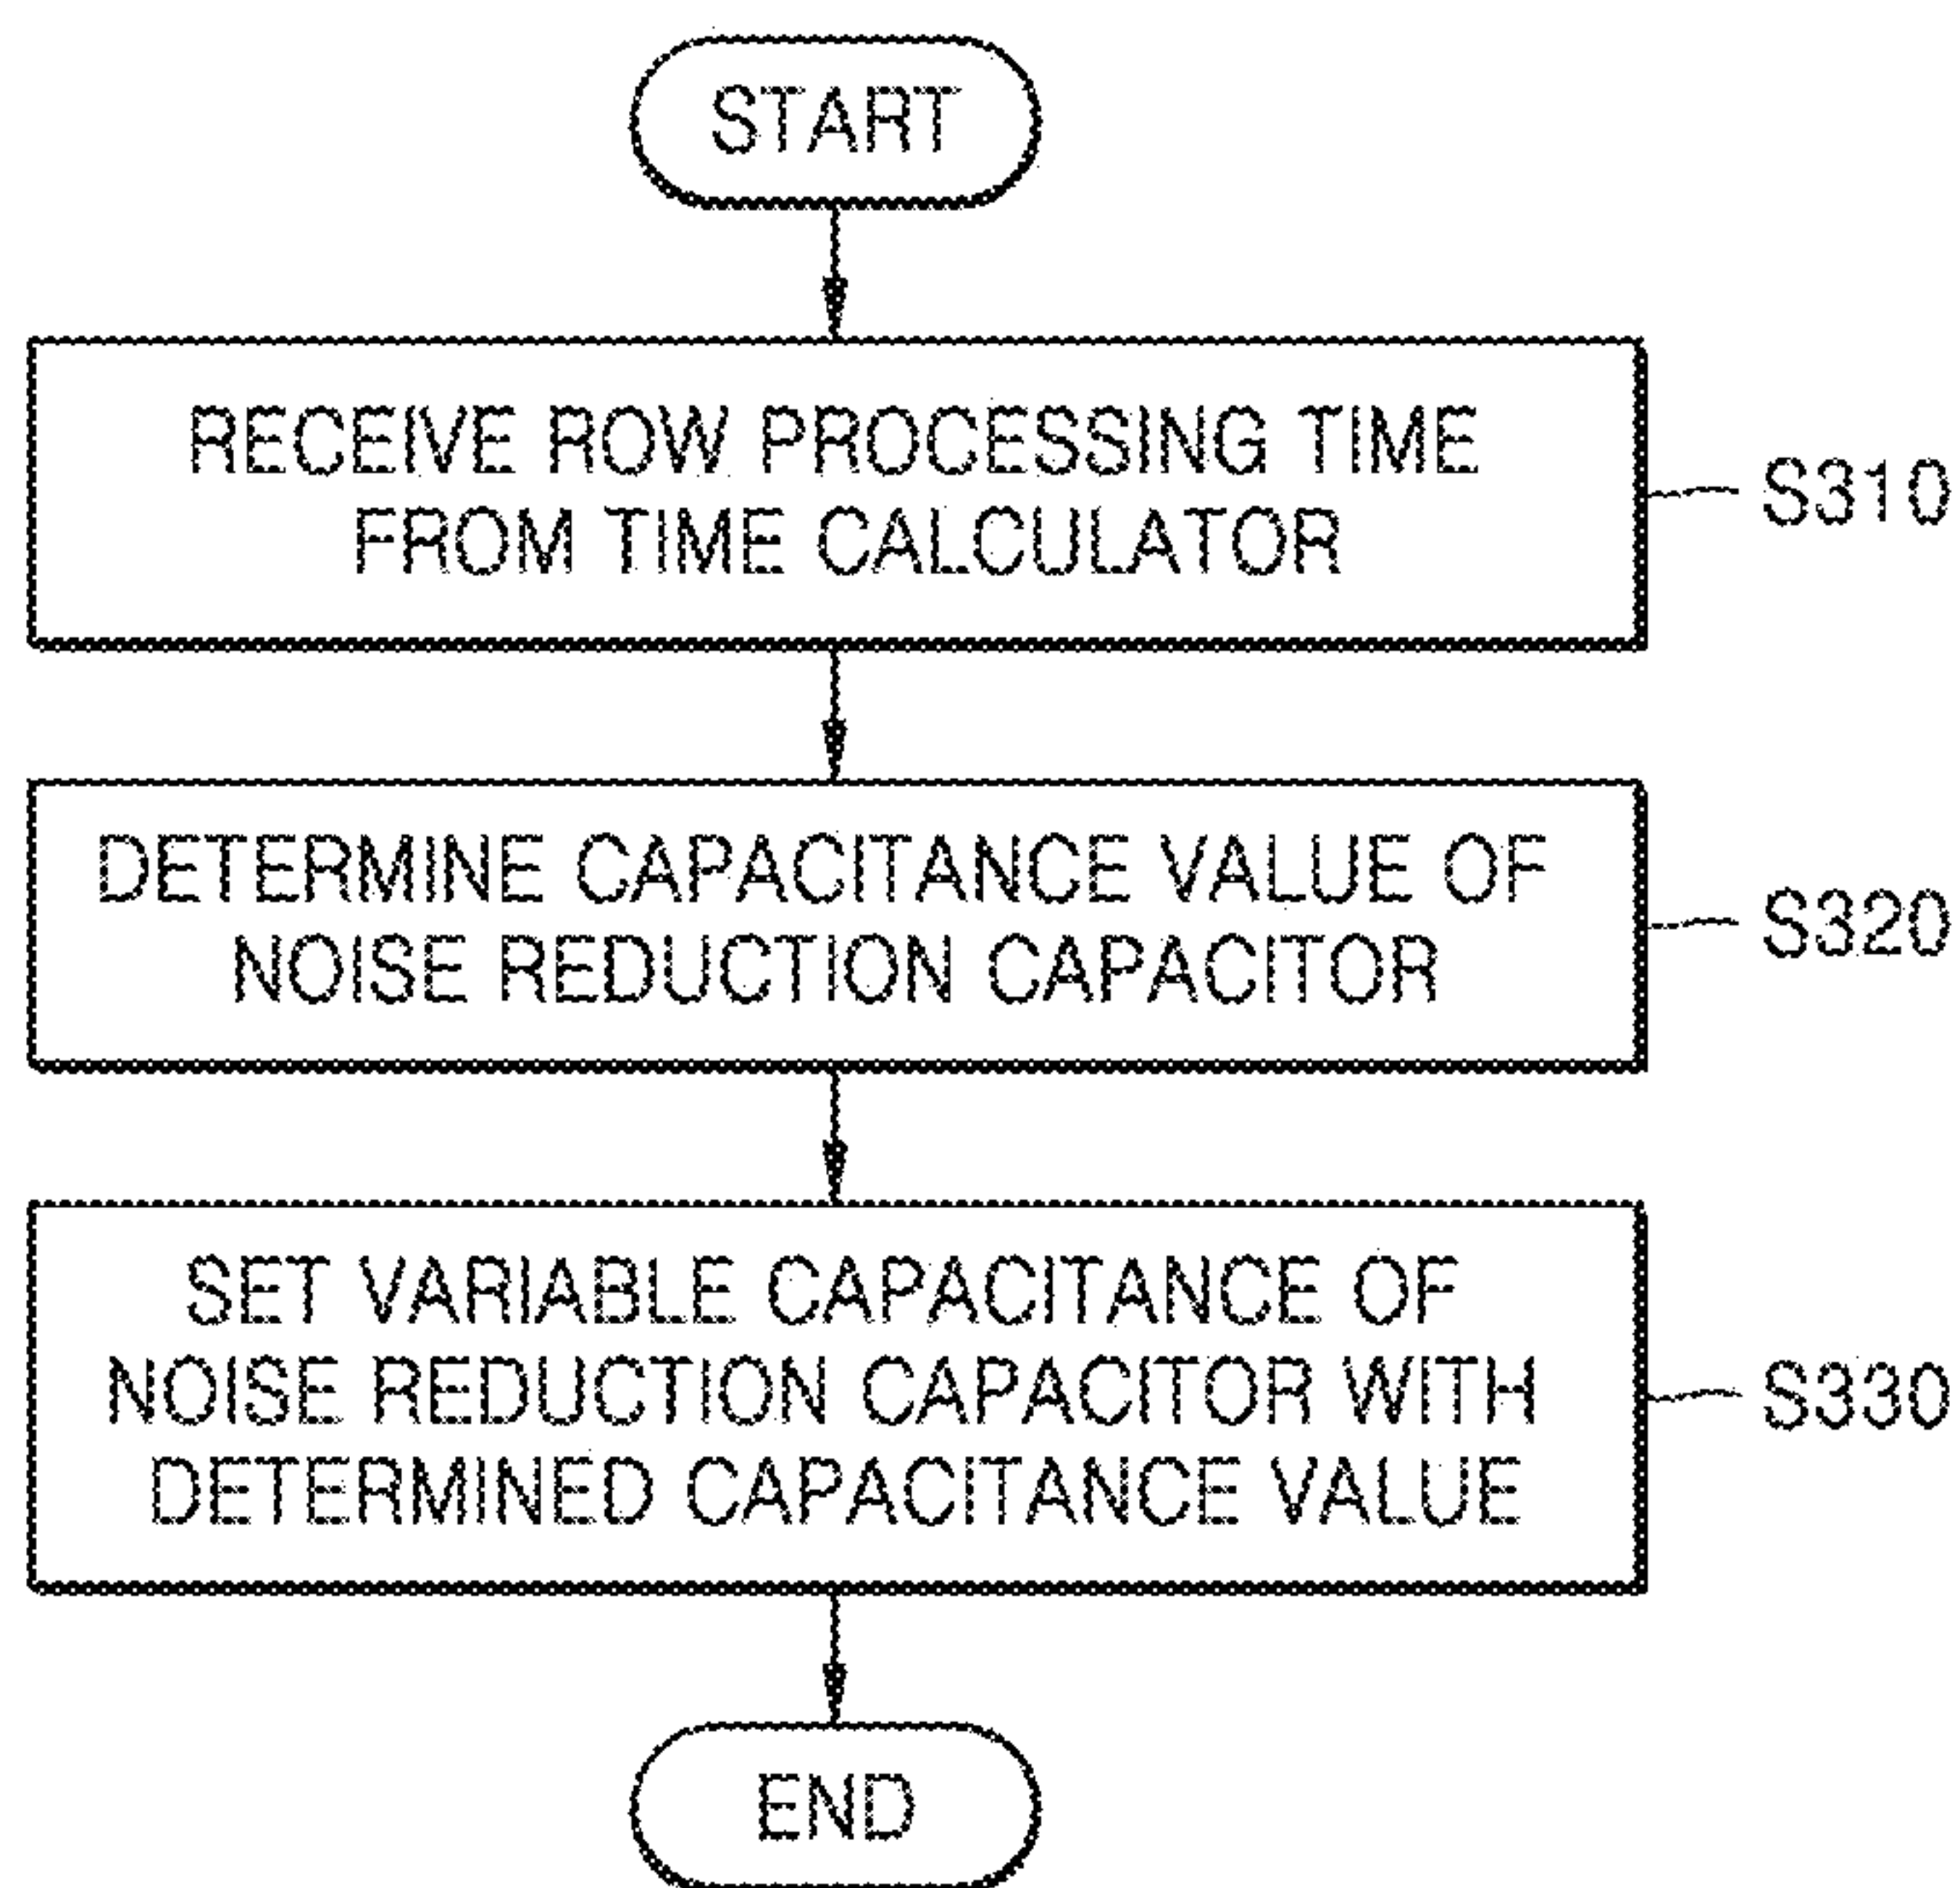 START
RECEIVE ROW PROCESSING TIME
FROM TIME CALCULATOR
S310
DETERMINE CAPACITANCE VALUE OF
NOISE REDUCTION CAPACITOR
S320
SET VARIABLE CAPACITANCE OF
NOISE REDUCTION CAPACITOR WITH
DETERMINED CAPACITANCE VALUE
S330
END